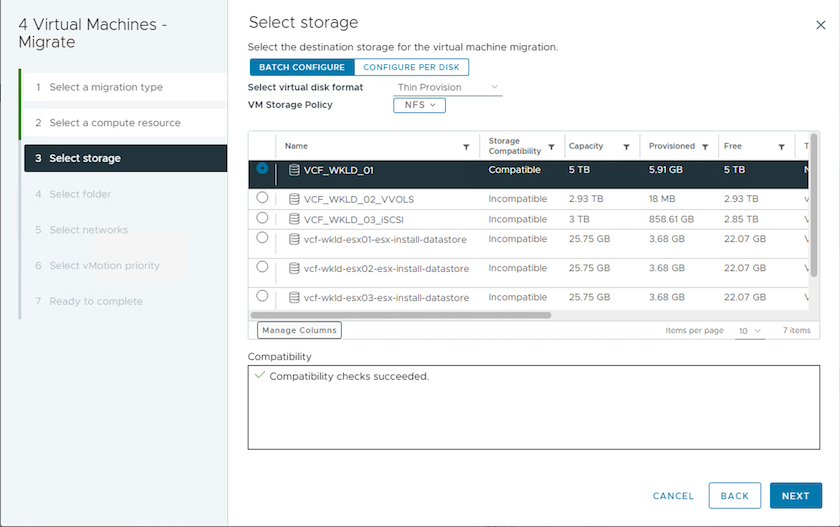 4 Virtual Machines -
Migrate
1 Select a migration type
2 Select a compute resource
3 Select storage
4 Select folder
5 Select networks
6 Select vMotion priority
7 Ready to complete
Select storage
Select the destination storage for the virtual machine migration.
BATCH CONFIGURE CONFIGURE PER DISK
Select virtual disk format Thin Provision
VM Storage Policy NFS
Name Storage Compatibility Capacity Provisioned Free T
VCF_WKLD_01 Compatible 5 TB 5.91 GB 5 TB N
VCF_WKLD_02_VVOLS Incompatible 2.93 TB 18 MB 2.93 TB v
VCF_WKLD_03_iSCSI Incompatible 3 TB 858.61 GB 2.85 TB V
vcf-wkld-esx01-esx-install-datastore Incompatible 25.75 GB 3.68 GB 22.07 GB V
vcf-wkld-esx02-esx-install-datastore Incompatible 25.75 GB 3.68 GB 22.07 GB V
vcf-wkld-esx03-esx-install-datastore Incompatible 25.75 GB 3.68 GB 22.07 GB V
Manage Columns Items per page 10 7 items
Compatibility
Compatibility checks succeeded.
CANCEL BACK NEXT